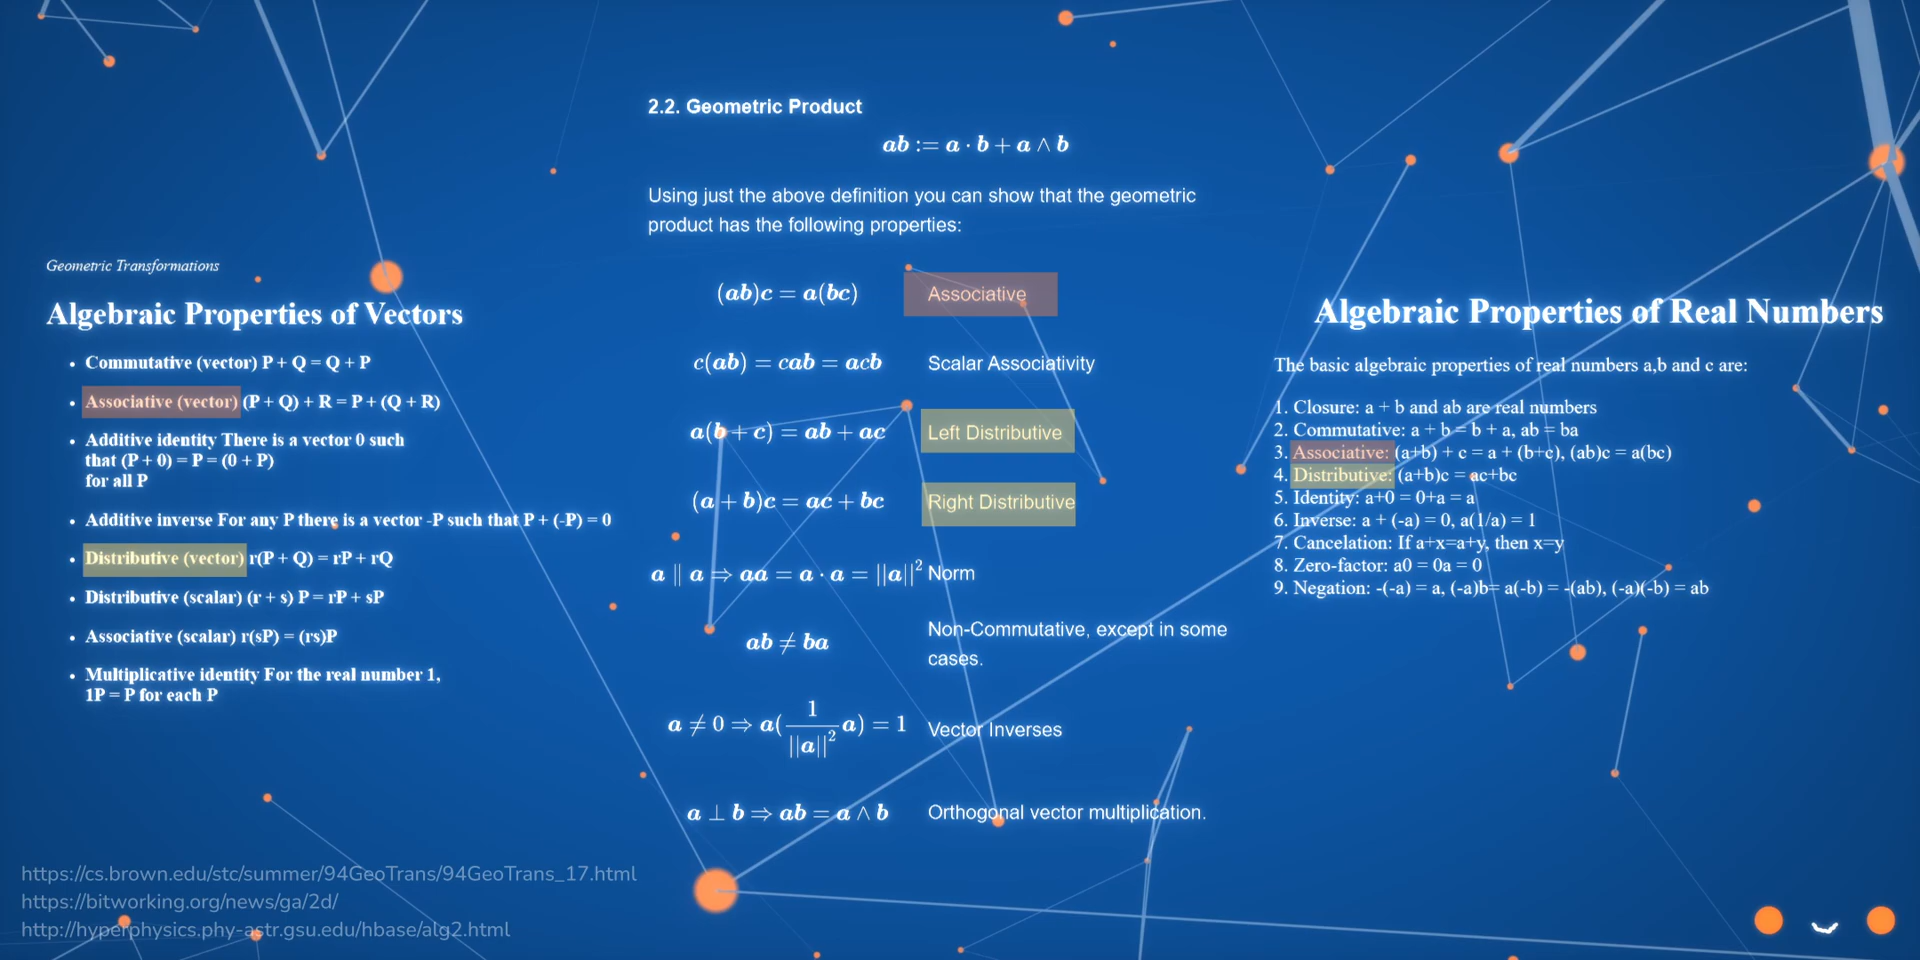 Geometric Transformations
Algebraic Properties of Vectors
• Commutative (vector) P + Q = Q + P
• Associative (vector) (P + Q) + R = P + (Q + R)
• Additive identity There is a vector 0 such
that (P + 0) = P = (0 + P)
for all P
• Additive inverse For any P there is a vector -P such that P + (-P) = 0
• Distributive (vector) r(P + Q) = rP + rQ
• Distributive (scalar) (r + s) P = rP + sP
• Associative (scalar) r(sP) = (rs)P
• Multiplicative identity For the real number 1,
1P = P for each P
2.2. Geometric Product
ab := a · b + a ∧ b
Using just the above definition you can show that the geometric
product has the following properties:
(ab)c = a(bc) Associative
c(ab) = cab = acb Scalar Associativity
a(b + c) = ab + ac Left Distributive
(a + b)c = ac + bc Right Distributive
a ∥ a ⇒ aa = a · a = ||a||² Norm
ab ≠ ba Non-Commutative, except in some
cases.
a ≠ 0 ⇒ a(1/||a||² a) = 1 Vector Inverses
a ⊥ b ⇒ ab = a ∧ b Orthogonal vector multiplication.
Algebraic Properties of Real Numbers
The basic algebraic properties of real numbers a,b and c are:
1. Closure: a + b and ab are real numbers
2. Commutative: a + b = b + a, ab = ba
3. Associative: (a+b) + c = a + (b+c), (ab)c = a(bc)
4. Distributive: (a+b)c = ac+bc
5. Identity: a+0 = 0+a = a
6. Inverse: a + (-a) = 0, a(1/a) = 1
7. Cancelation: If a+x=a+y, then x=y
8. Zero-factor: a0 = 0a = 0
9. Negation: -(-a) = a, (-a)b= a(-b) = -(ab), (-a)(-b) = ab
https://cs.brown.edu/stc/summer/94GeoTrans/94GeoTrans_17.html
https://bitworking.org/news/ga/2d/
http://hyperphysics.phy-astr.gsu.edu/hbase/alg2.html